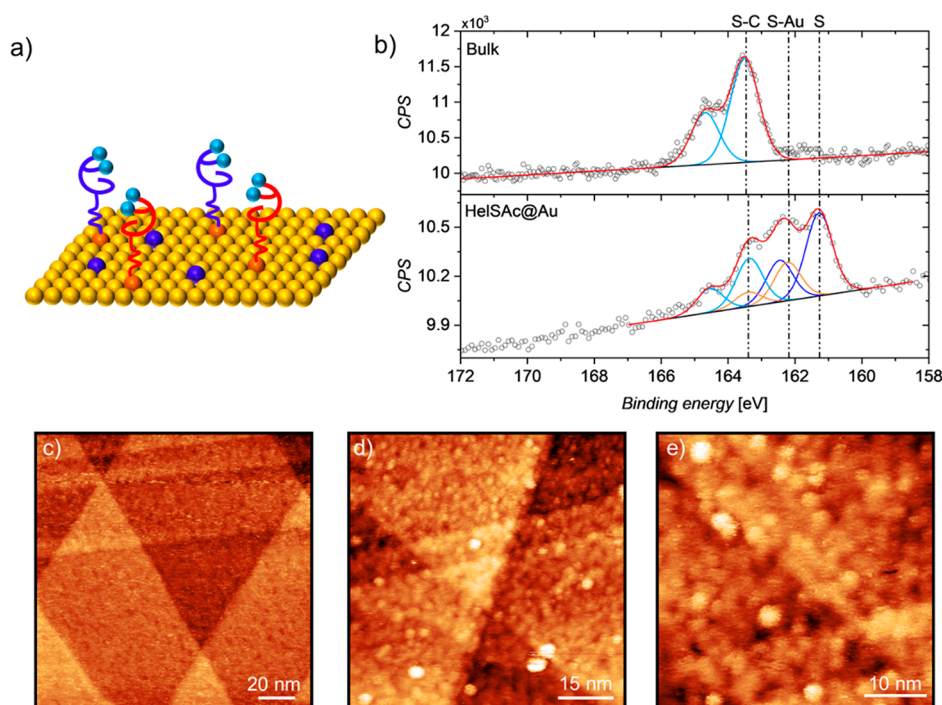 a)
b)
S-C S-Au S
×10³
Bulk
12
11.5
11
10.5
10
CPS
HelSAc@Au
10.5
10.2
9.9
CPS
172 170 168 166 164 162 160 158
Binding energy [eV]
c)
20 nm
d)
15 nm
e)
10 nm